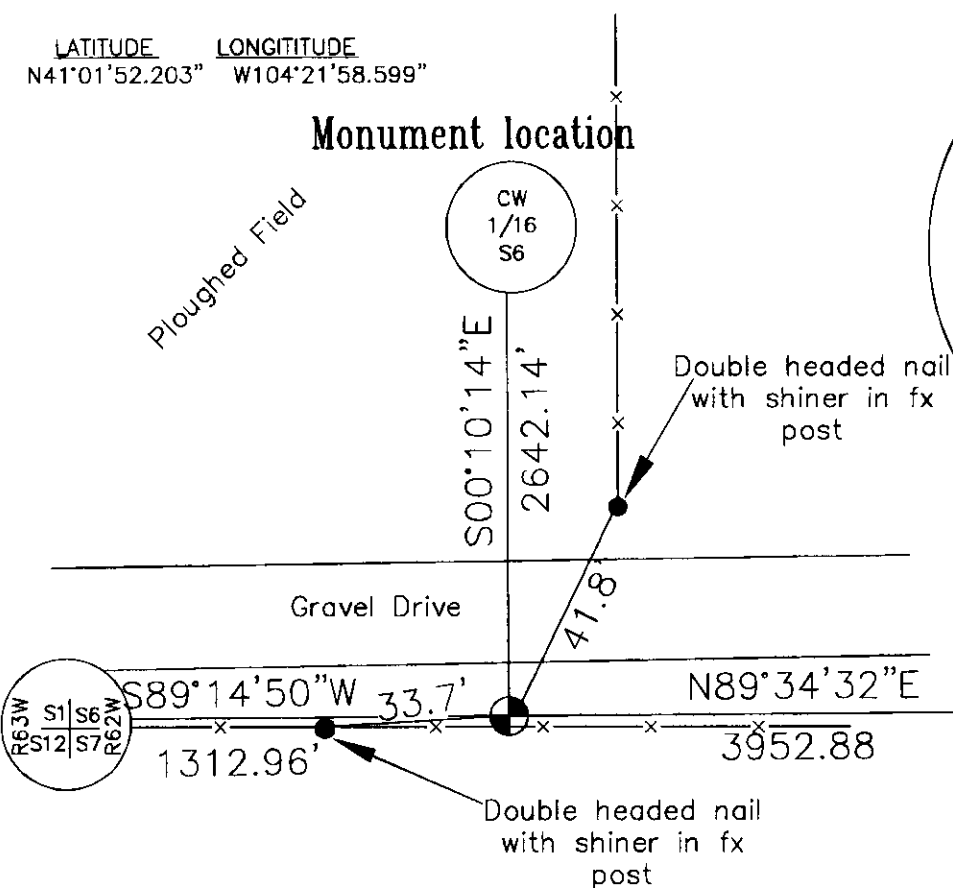 LATITUDE LONGITITUDE
N41°01'52.203" W104°21'58.599"
Monument location
CW
1/16
S6
Ploughed Field
S00°10'14"E
2642.14'
Double headed nail
with shiner in fx
post
41.8'
Gravel Drive
S89°14'50"W
33.7'
N89°34'32"E
R63W
S1 S6
S12 S7
R62W
1312.96'
3952.88
Double headed nail
with shiner in fx
post